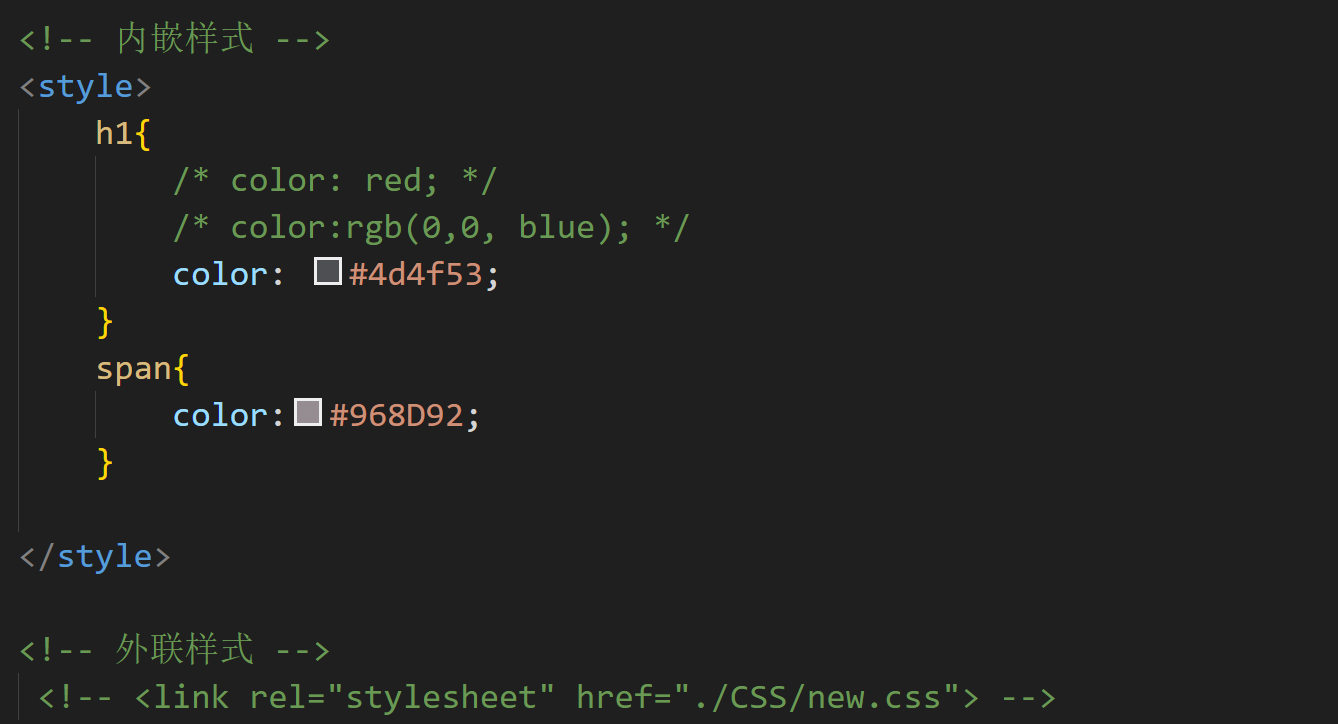 <!-- 内嵌样式 -->
<style>
    h1{
        /* color: red; */
        /* color:rgb(0,0, blue); */
        color: #4d4f53;
    }
    span{
        color:#968D92;
    }
</style>
<!-- 外联样式 -->
 <!-- <link rel="stylesheet" href="./CSS/new.css"> -->